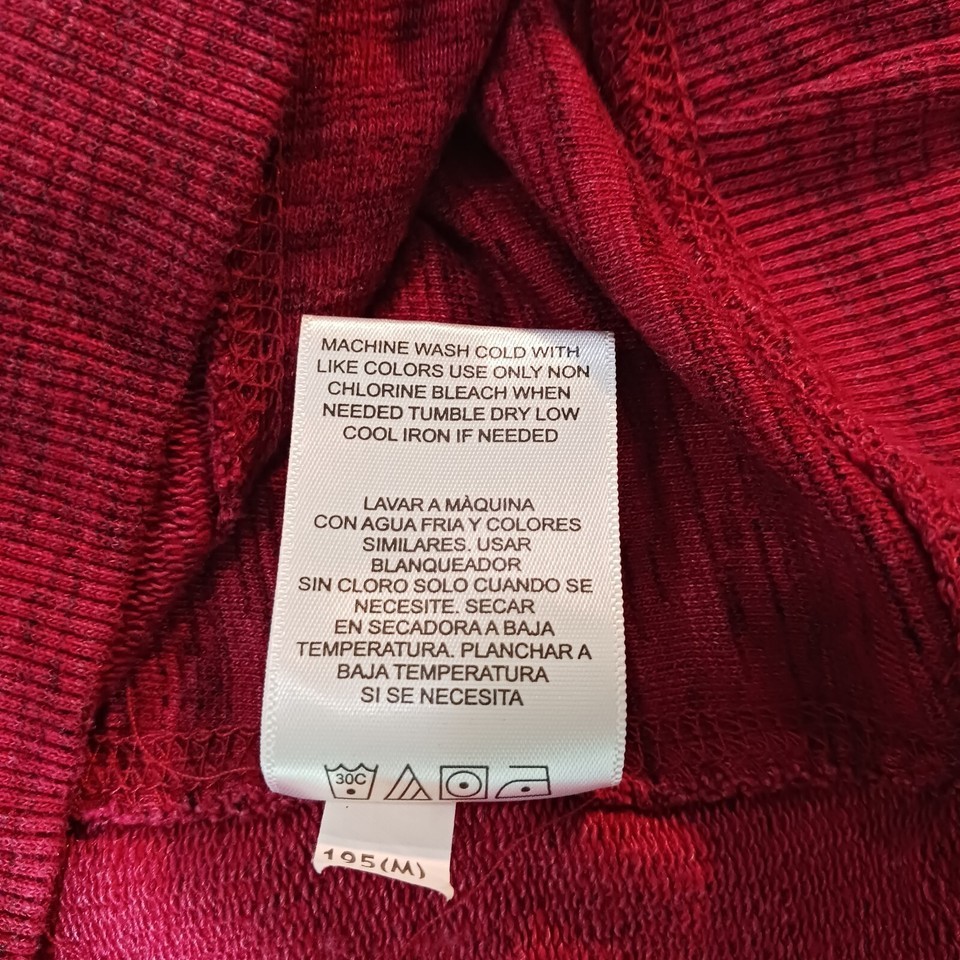 MACHINE WASH COLD WITH
LIKE COLORS USE ONLY NON
CHLORINE BLEACH WHEN
NEEDED TUMBLE DRY LOW
COOL IRON IF NEEDED
LAVAR A MÀQUINA
CON AGUA FRIA Y COLORES
SIMILARES. USAR
BLANQUEADOR
SIN CLORO SOLO CUANDO SE
NECESITE. SECAR
EN SECADORA A BAJA
TEMPERATURA. PLANCHAR A
BAJA TEMPERATURA
SI SE NECESITA
30C
195(M)